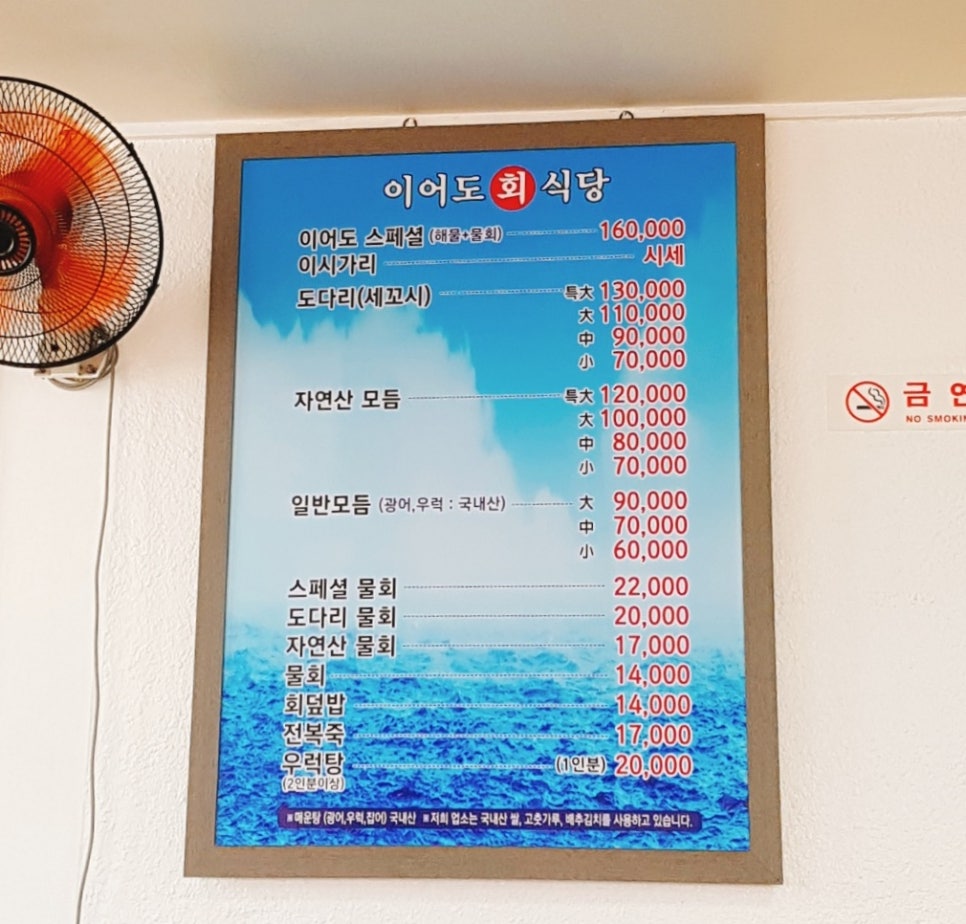 이어도 회 식당
이어도 스페셜 (해물+물회) 160,000
이시가리 시세
도다리(세꼬시) 특大 130,000
大 110,000
中 90,000
小 70,000
자연산 모듬 특大 120,000
大 100,000
中 80,000
小 70,000
일반모듬 (광어,우럭 : 국내산) 大 90,000
中 70,000
小 60,000
스페셜 물회 22,000
도다리 물회 20,000
자연산 물회 17,000
물회 14,000
회덮밥 14,000
전복죽 17,000
우럭탕 (1인분) 20,000
(2인분이상)
※매운탕 (광어,우럭,잡어) 국내산 ※저희 업소는 국내산 쌀, 고춧가루, 배추김치를 사용하고 있습니다.
금
NO